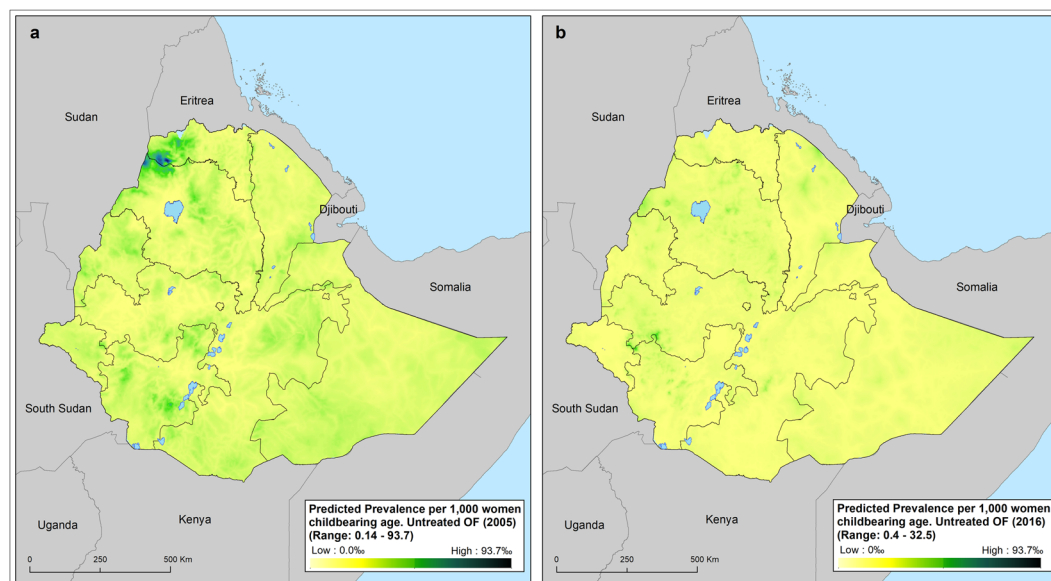 a
Eritrea
Sudan
Djibouti
Somalia
South Sudan
Uganda
Kenya
Predicted Prevalence per 1,000 women
childbearing age. Untreated OF (2005)
(Range: 0.14 - 93.7)
Low : 0.0‰
High : 93.7‰
0
250
500 Km
b
Eritrea
Sudan
Djibouti
Somalia
South Sudan
Uganda
Kenya
Predicted Prevalence per 1,000 women
childbearing age. Untreated OF (2016)
(Range: 0.4 - 32.5)
Low : 0‰
High : 93.7‰
0
250
500 Km